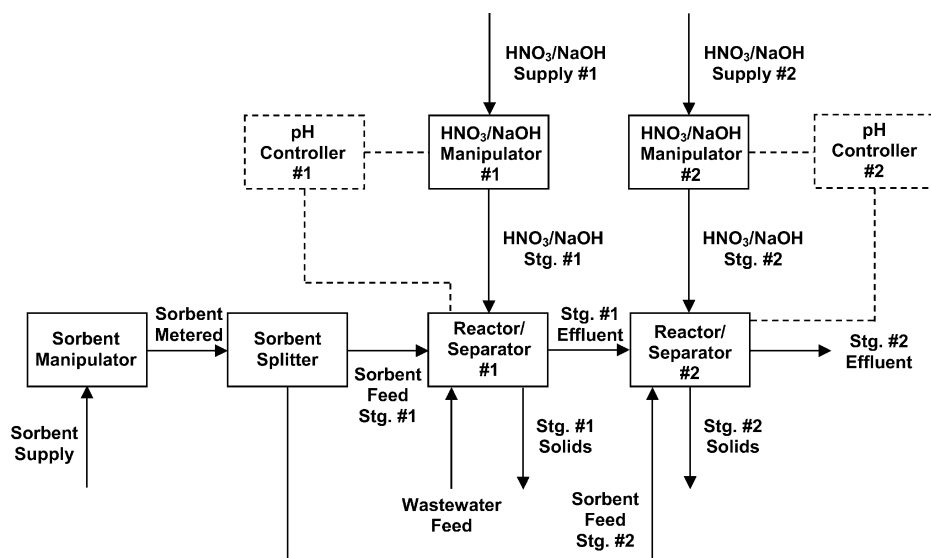 HNO₃/NaOH
Supply #1
HNO₃/NaOH
Supply #2
pH
Controller
#1
HNO₃/NaOH
Manipulator
#1
HNO₃/NaOH
Manipulator
#2
pH
Controller
#2
HNO₃/NaOH
Stg. #1
HNO₃/NaOH
Stg. #2
Sorbent
Manipulator
Sorbent
Metered
Sorbent
Splitter
Sorbent
Feed
Stg. #1
Reactor/
Separator
#1
Stg. #1
Effluent
Reactor/
Separator
#2
Stg. #2
Effluent
Sorbent
Supply
Wastewater
Feed
Stg. #1
Solids
Sorbent
Feed
Stg. #2
Stg. #2
Solids